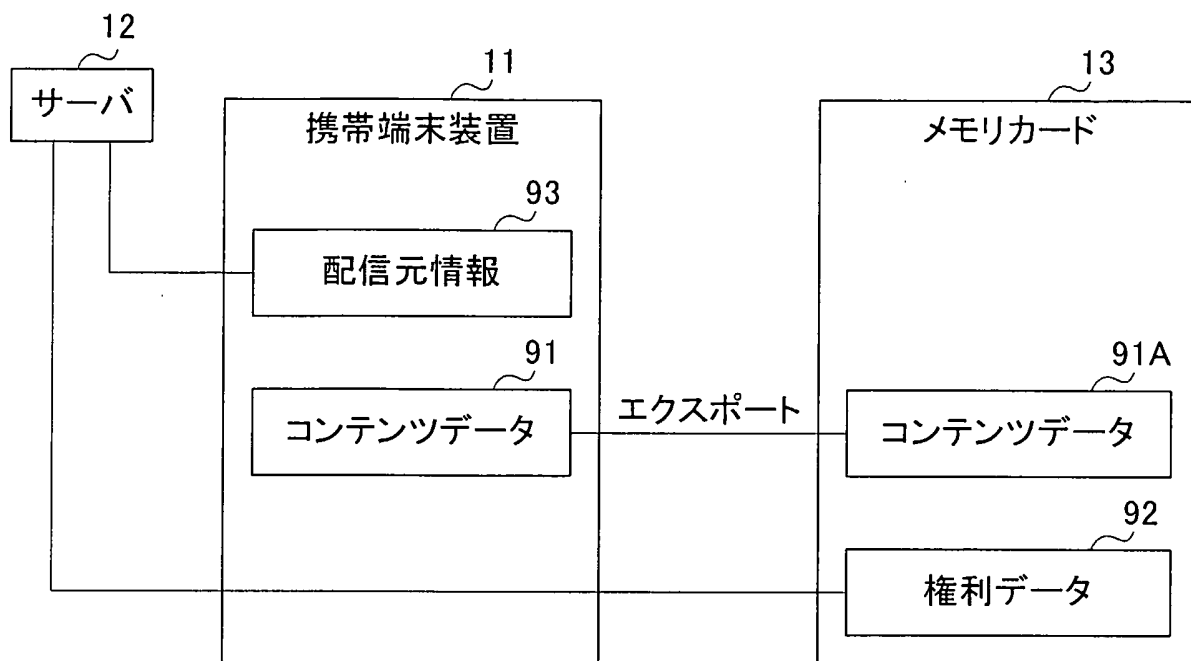 12
サーバ
11
携帯端末装置
13
メモリカード
93
配信元情報
91
コンテンツデータ
エクスポート
91A
コンテンツデータ
92
権利データ